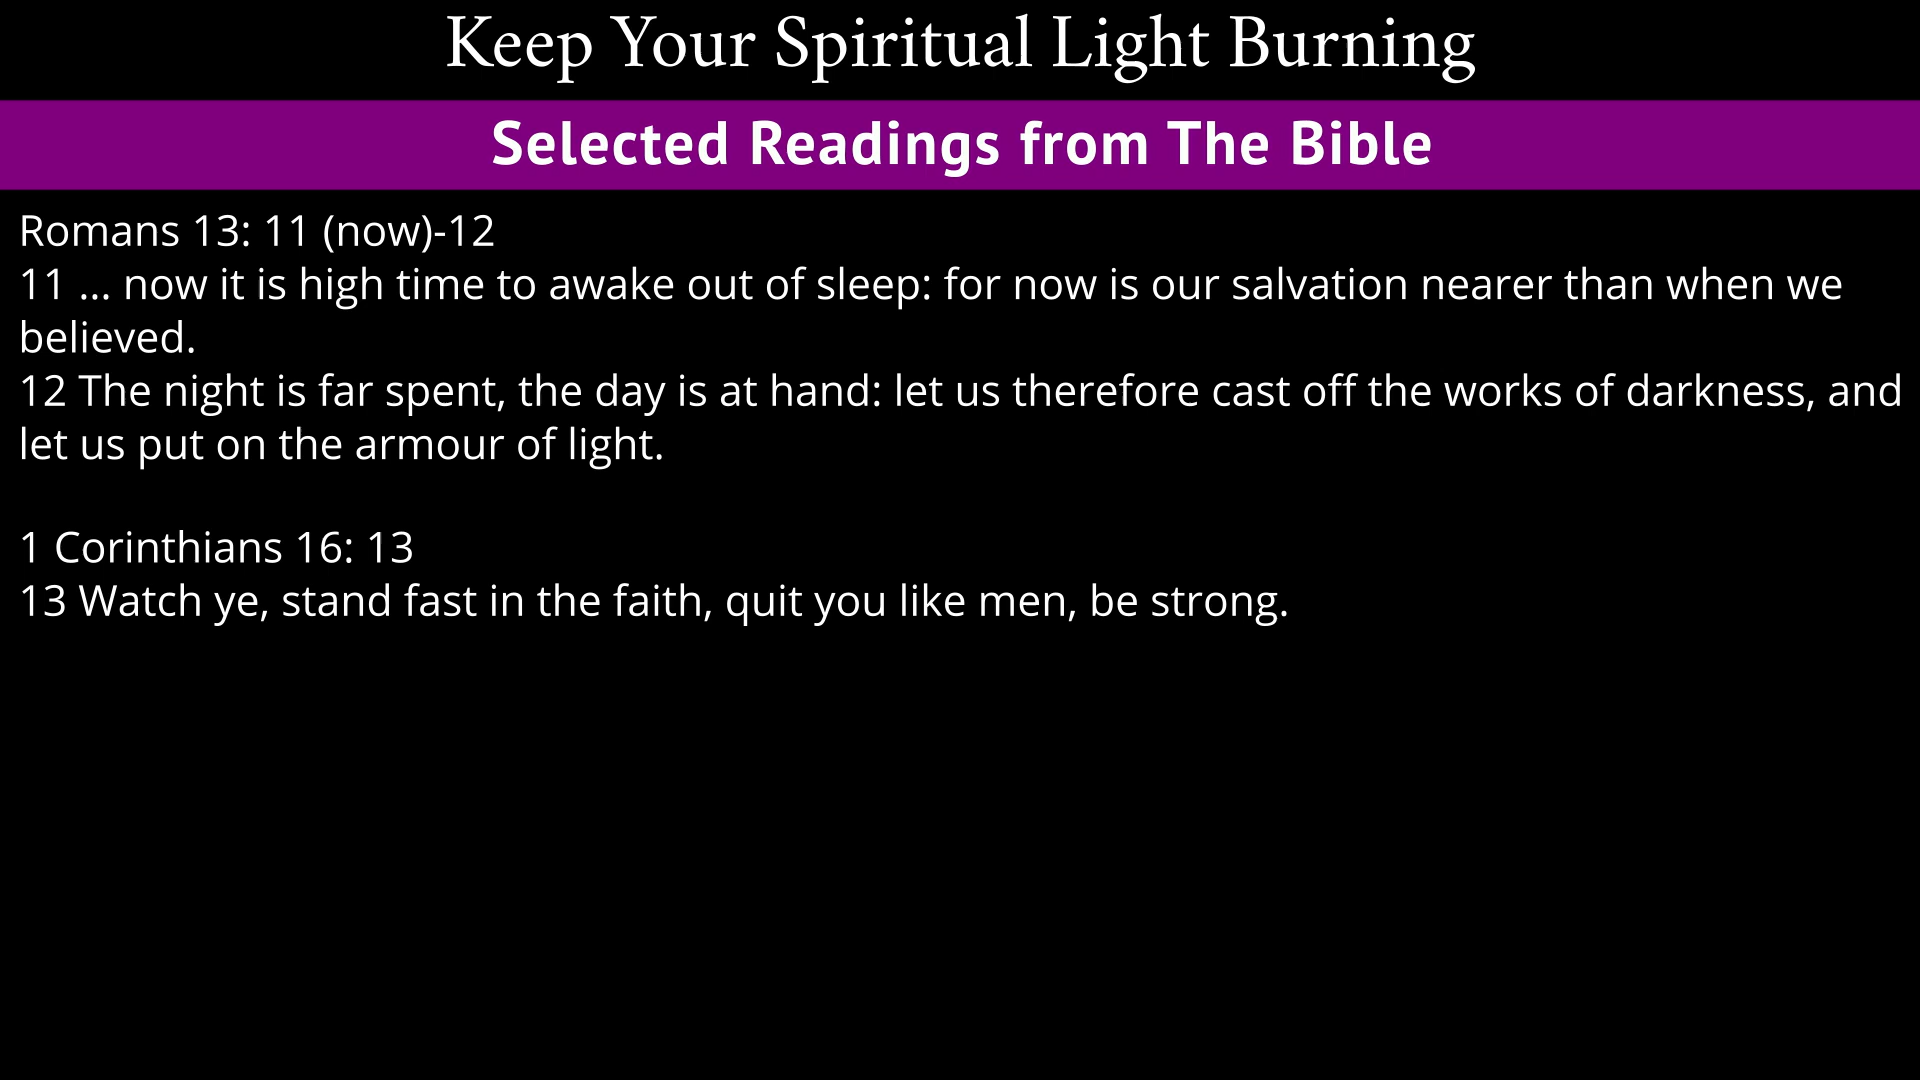 Keep Your Spiritual Light Burning
Selected Readings from The Bible
Romans 13: 11 (now)-12
11 ... now it is high time to awake out of sleep: for now is our salvation nearer than when we
believed.
12 The night is far spent, the day is at hand: let us therefore cast off the works of darkness, and
let us put on the armour of light.
1 Corinthians 16: 13
13 Watch ye, stand fast in the faith, quit you like men, be strong.